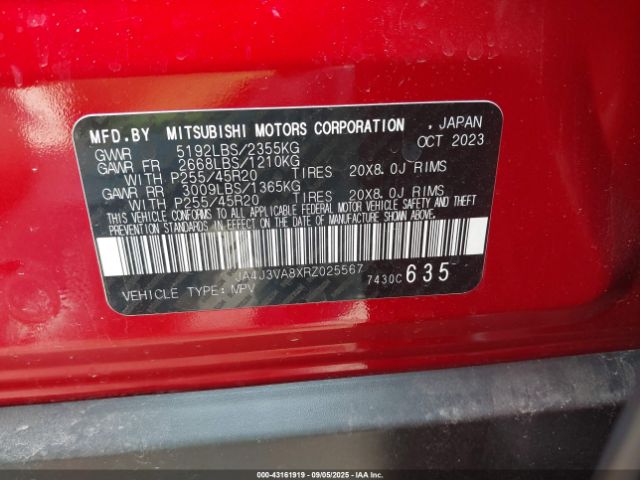 MFD.BY MITSUBISHI MOTORS CORPORATION , JAPAN
GVWR 5192LBS/2355KG OCT 2023
GAWR FR 2668LBS/1210KG
WITH P255/45R20 TIRES 20X8.0J RIMS
GAWR RR 3009LBS/1365KG
WITH P255/45R20 TIRES 20X8.0J RIMS
THIS VEHICLE CONFORMS TO ALL APPLICABLE FEDERAL MOTOR VEHICLE SAFETY AND THEFT
PREVENTION STANDARDS IN EFFECT ON THE DATE OF MANUFACTURE SHOWN ABOVE.
JA4J3VA8XRZ025567
7430C 635
VEHICLE TYPE:MPV
000-43161919 - 09/05/2025 - IAAI.COM